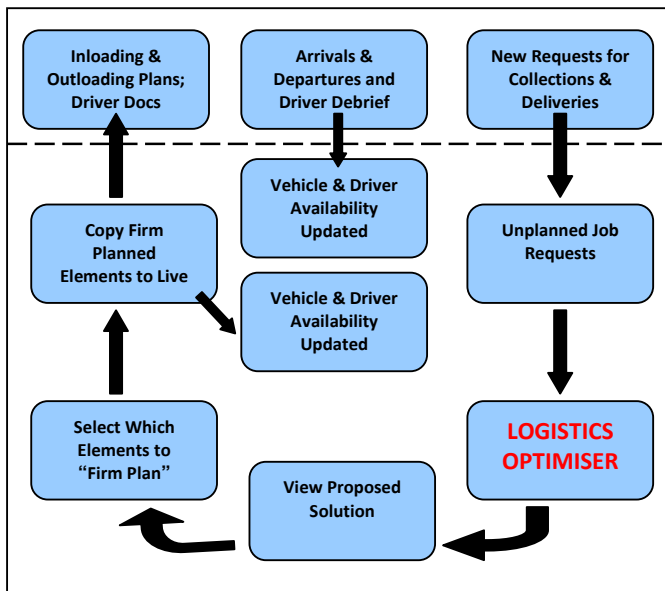 Inloading &
Outloading Plans;
Driver Docs
Arrivals &
Departures and
Driver Debrief
New Requests for
Collections &
Deliveries
Vehicle & Driver
Availability
Updated
Copy Firm
Planned
Elements to Live
Unplanned Job
Requests
Vehicle & Driver
Availability
Updated
Select Which
Elements to
“Firm Plan”
LOGISTICS
OPTIMISER
View Proposed
Solution